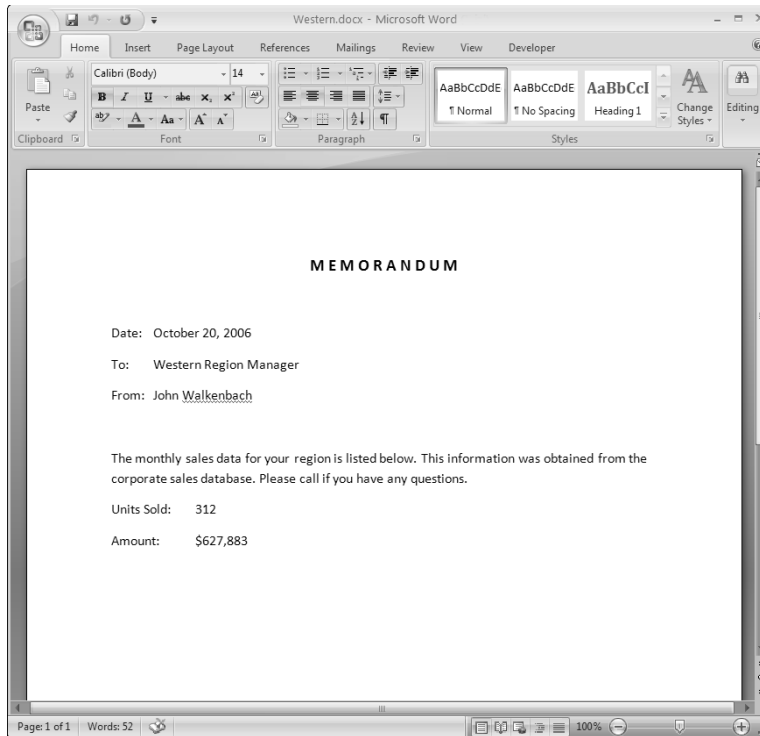 Western.docx - Microsoft Word
Home Insert Page Layout References Mailings Review View Developer
Paste
Calibri (Body) 14
B I U abc x₂ x²
Aa A A
AaBbCcDdE AaBbCcDdE AaBbCcI
¶ Normal ¶ No Spacing Heading 1
Change Styles
Editing
Clipboard Font Paragraph Styles
MEMORANDUM
Date: October 20, 2006
To: Western Region Manager
From: John Walkenbach
The monthly sales data for your region is listed below. This information was obtained from the
corporate sales database. Please call if you have any questions.
Units Sold: 312
Amount: $627,883
Page: 1 of 1 Words: 52 100%